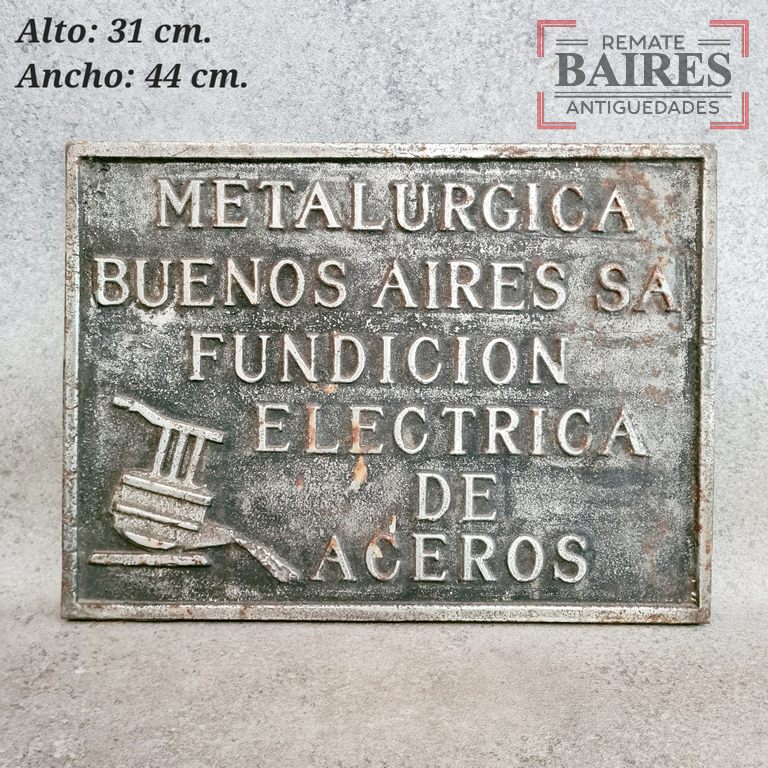 Alto: 31 cm.
Ancho: 44 cm.
REMATE
BAIRES
ANTIGUEDADES
METALURGICA
BUENOS AIRES SA
FUNDICION
ELECTRICA
DE
ACEROS